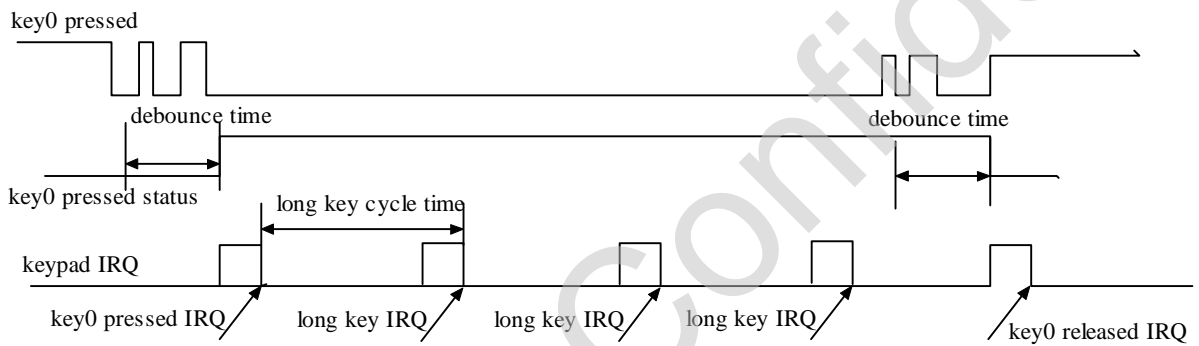 key0 pressed
debounce time
debounce time
key0 pressed status
long key cycle time
keypad IRQ
key0 pressed IRQ
long key IRQ
long key IRQ
long key IRQ
key0 released IRQ